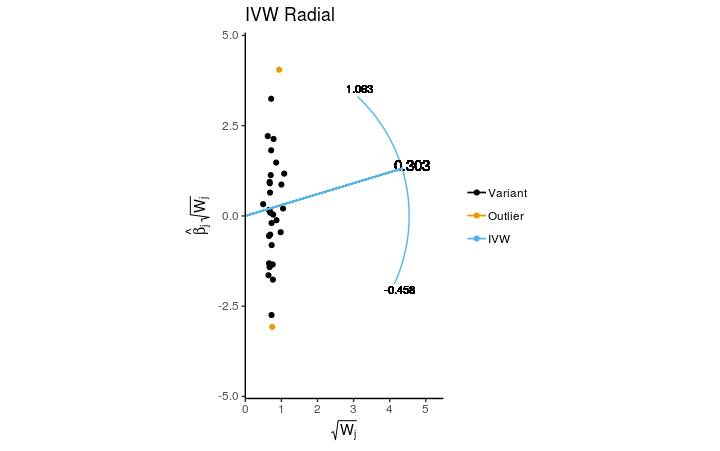 IVW Radial
5.0
2.5
0.0
-2.5
-5.0
β̂j√Wj
0 1 2 3 4 5
√Wj
1.063
0.303
-0.458
Variant
Outlier
IVW